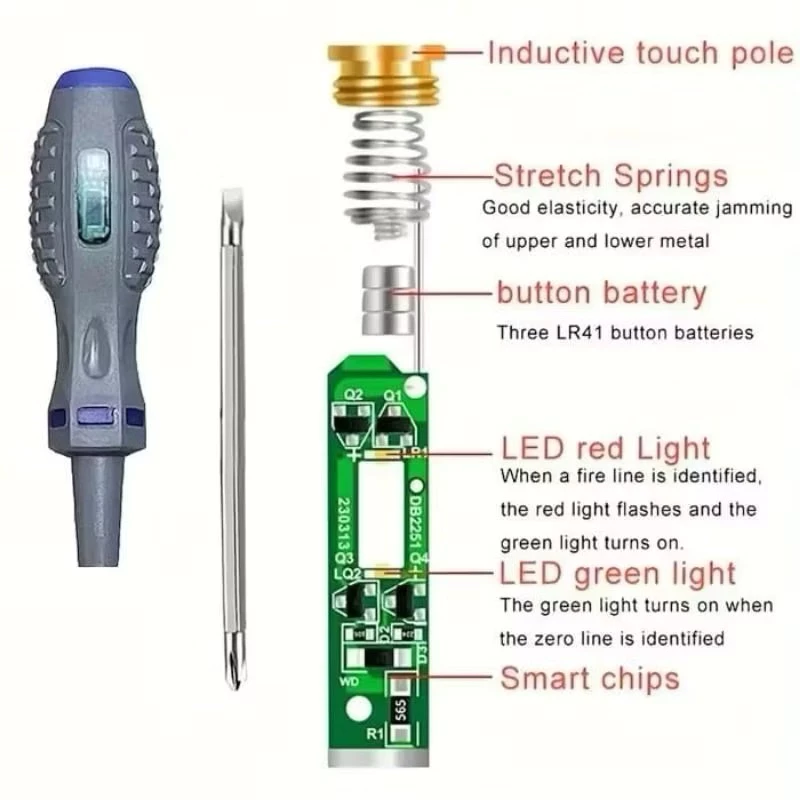 Inductive touch pole
Stretch Springs
Good elasticity, accurate jamming
of upper and lower metal
button battery
Three LR41 button batteries
Q2 Q1
LR1
LED red Light
When a fire line is identified,
the red light flashes and the
green light turns on.
230313
DB2251
Q3 Q4
LQ2
LED green light
The green light turns on when
the zero line is identified
D2
D3
WD
Smart chips
565
R1